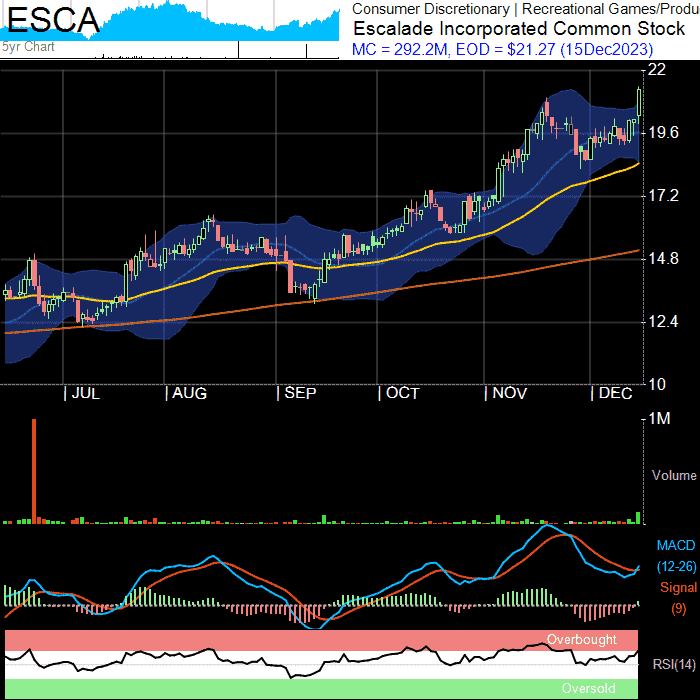 ESCA
5yr Chart
Consumer Discretionary | Recreational Games/Produ
Escalade Incorporated Common Stock
MC = 292.2M, EOD = $21.27 (15Dec2023)
22
19.6
17.2
14.8
12.4
10
| JUL | AUG | SEP | OCT | NOV | DEC
1M
Volume
MACD
(12-26)
Signal
(9)
Overbought
RSI(14)
Oversold